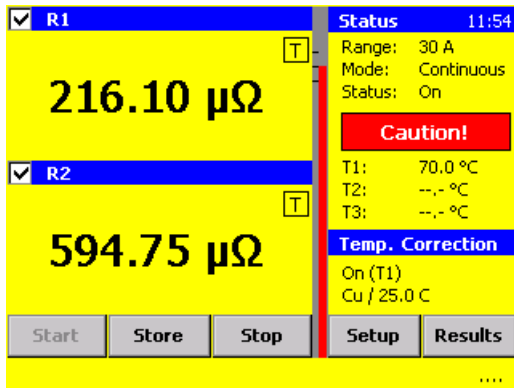 R1
T
216.10 µΩ
R2
T
594.75 µΩ
Start Store Stop
Status 11:54
Range: 30 A
Mode: Continuous
Status: On
Caution!
T1: 70.0 °C
T2: --.- °C
T3: --.- °C
Temp. Correction
On (T1)
Cu / 25.0 C
Setup Results
....